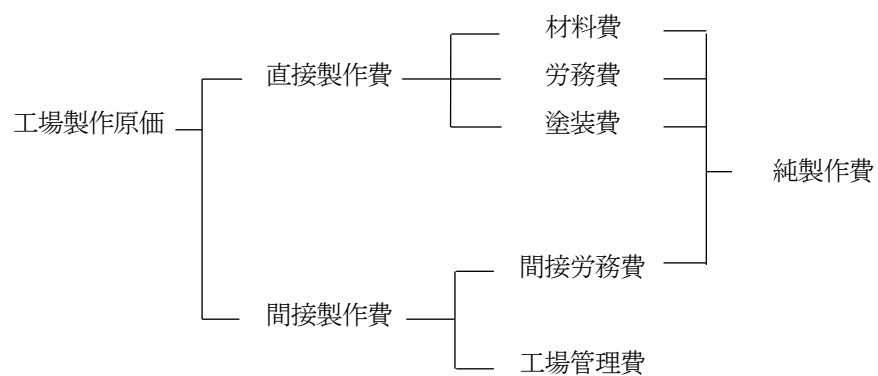 材料費
直接製作費
労務費
工場製作原価
塗装費
純製作費
間接労務費
間接製作費
工場管理費